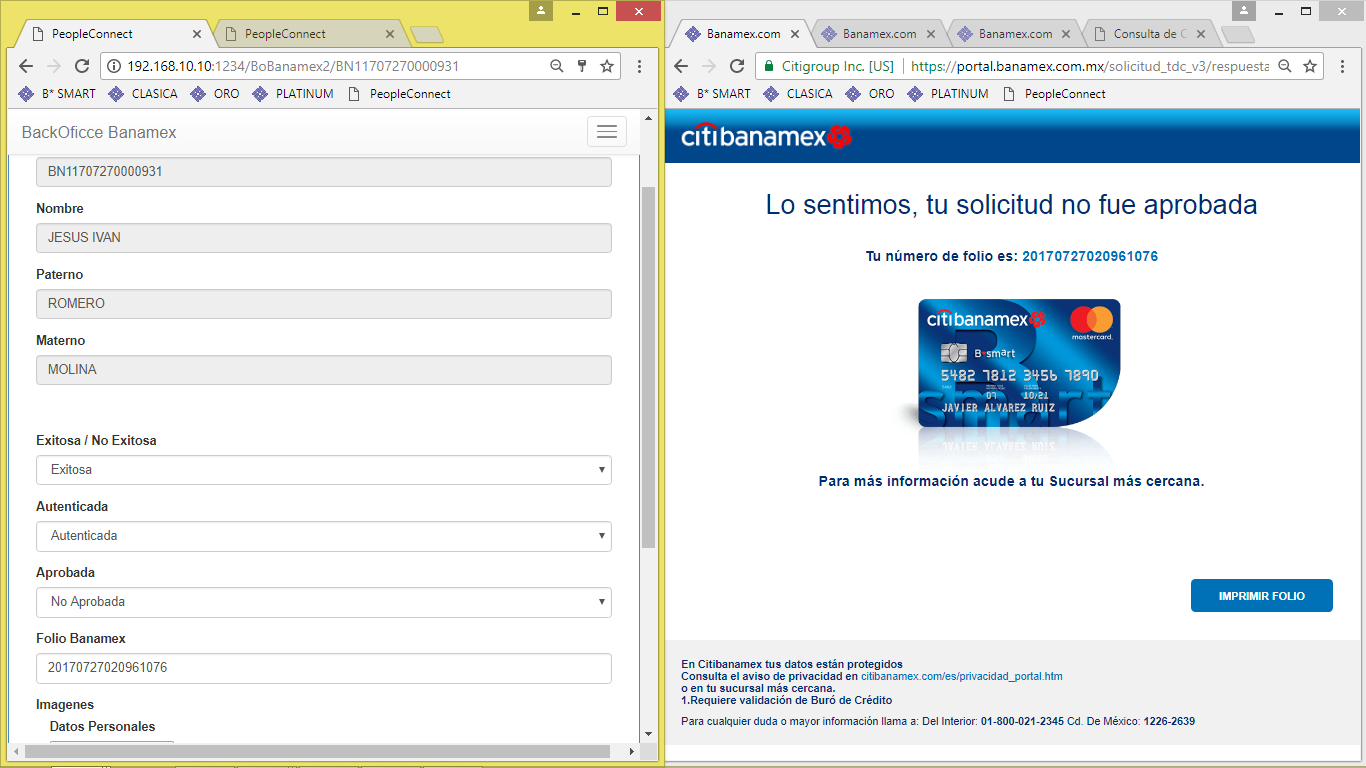 PeopleConnect
PeopleConnect
192.168.10.10:1234/BoBanamex2/BN11707270000931
B* SMART
CLASICA
ORO
PLATINUM
PeopleConnect
BackOficce Banamex
BN11707270000931
Nombre
JESUS IVAN
Paterno
ROMERO
Materno
MOLINA
Exitosa / No Exitosa
Exitosa
Autenticada
Autenticada
Aprobada
No Aprobada
Folio Banamex
20170727020961076
Imagenes
Datos Personales
Banamex.com
Banamex.com
Banamex.com
Consulta de C
Citigroup Inc. [US]
https://portal.banamex.com.mx/solicitud_tdc_v3/respuesta
B* SMART
CLASICA
ORO
PLATINUM
PeopleConnect
citibanamex
Lo sentimos, tu solicitud no fue aprobada
Tu número de folio es: 20170727020961076
citibanamex
mastercard.
B•smart
5482 7812 3456 7890
07 10/21
JAVIER ALVAREZ RUIZ
Para más información acude a tu Sucursal más cercana.
IMPRIMIR FOLIO
En Citibanamex tus datos están protegidos
Consulta el aviso de privacidad en citibanamex.com/es/privacidad_portal.htm
o en tu sucursal más cercana.
1.Requiere validación de Buró de Crédito
Para cualquier duda o mayor información llama a: Del Interior: 01-800-021-2345 Cd. De México: 1226-2639